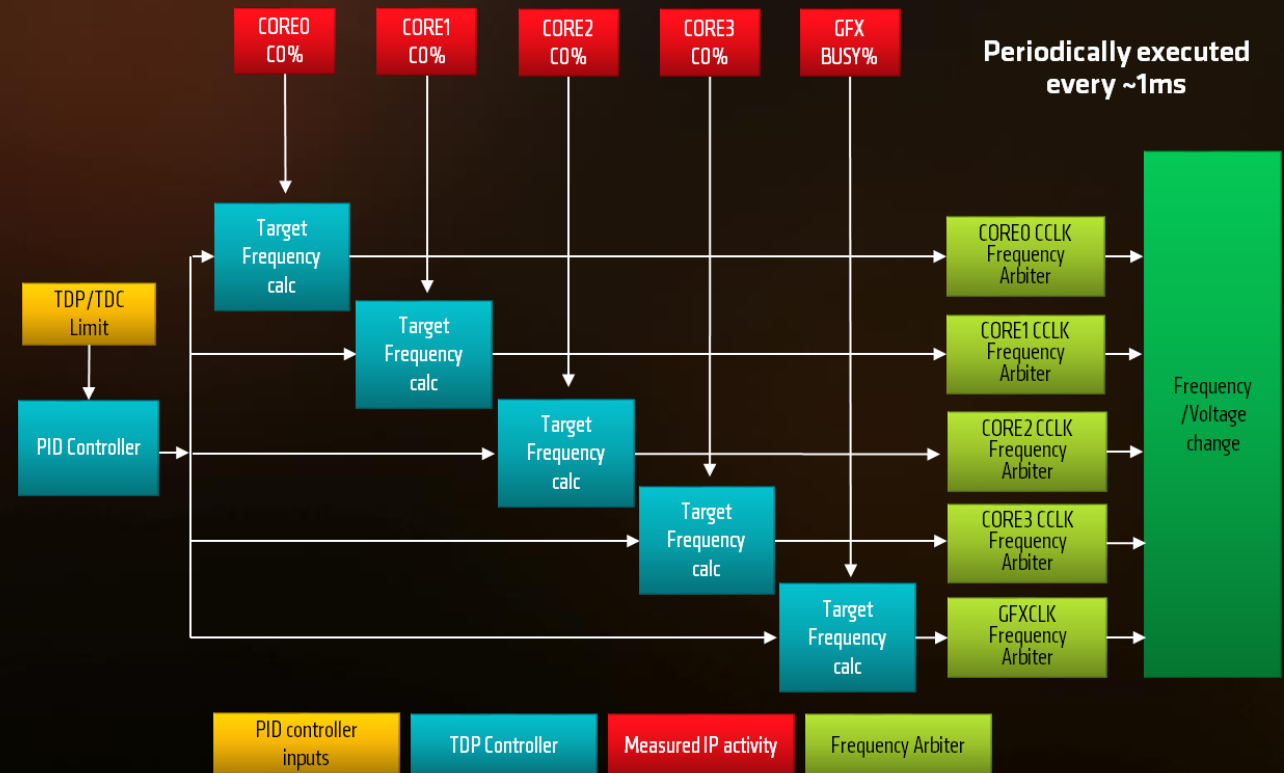 CORE0
C0%
CORE1
C0%
CORE2
C0%
CORE3
C0%
GFX
BUSY%
Periodically executed
every ~1ms
Target
Frequency
calc
CORE0 CCLK
Frequency
Arbiter
TDP/TDC
Limit
Target
Frequency
calc
CORE1 CCLK
Frequency
Arbiter
Frequency
/Voltage
change
PID Controller
Target
Frequency
calc
CORE2 CCLK
Frequency
Arbiter
Target
Frequency
calc
CORE3 CCLK
Frequency
Arbiter
Target
Frequency
calc
GFXCLK
Frequency
Arbiter
PID controller
inputs
TDP Controller
Measured IP activity
Frequency Arbiter